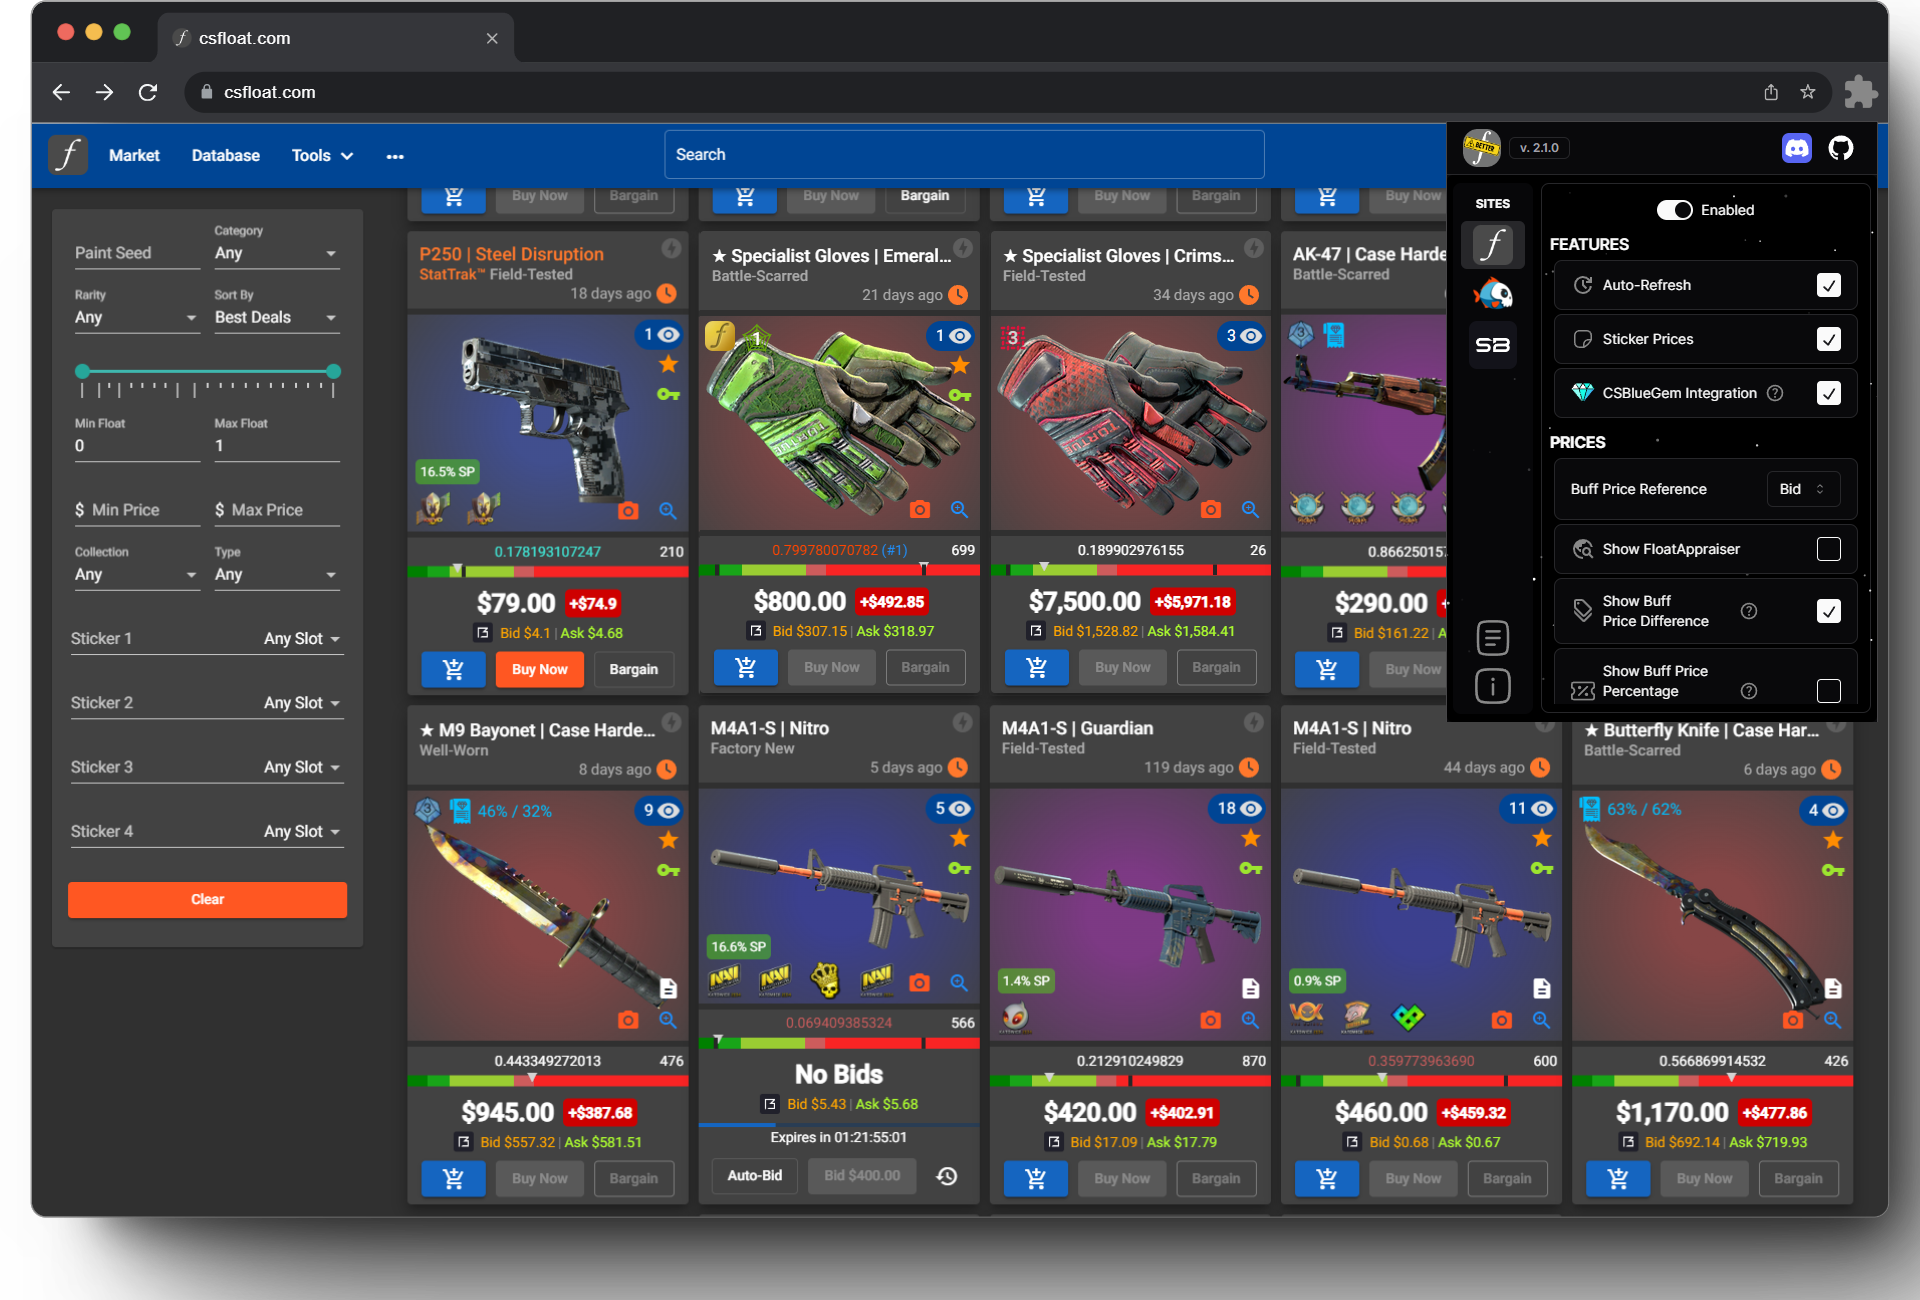 csfloat.com
csfloat.com
f
Market
Database
Tools
Search
BETTER
v. 2.1.0
Buy Now
Bargain
Buy Now
Bargain
Buy Now
Bargain
Buy Now
Paint Seed
Category
Any
Rarity
Any
Sort By
Best Deals
Min Float
0
Max Float
1
$ Min Price
$ Max Price
Collection
Any
Type
Any
Sticker 1
Any Slot
Sticker 2
Any Slot
Sticker 3
Any Slot
Sticker 4
Any Slot
Clear
P250 | Steel Disruption
StatTrak™ Field-Tested
18 days ago
1
16.5% SP
0.178193107247
210
$79.00 +$74.9
Bid $4.1 | Ask $4.68
Buy Now
Bargain
★ Specialist Gloves | Emeral...
Battle-Scarred
21 days ago
f
1
1
0.799780070782 (#1)
699
$800.00 +$492.85
Bid $307.15 | Ask $318.97
Buy Now
Bargain
★ Specialist Gloves | Crims...
Field-Tested
34 days ago
3
3
0.189902976155
26
$7,500.00 +$5,971.18
Bid $1,528.82 | Ask $1,584.41
Buy Now
Bargain
AK-47 | Case Harde
Battle-Scarred
3
0.86625015
$290.00
Bid $161.22 | A
Buy Now
SITES
f
SB
Enabled
FEATURES
Auto-Refresh
Sticker Prices
CSBlueGem Integration
PRICES
Buff Price Reference
Bid
Show FloatAppraiser
Show Buff
Price Difference
Show Buff Price
Percentage
★ M9 Bayonet | Case Harde...
Well-Worn
8 days ago
3
46% / 32%
9
0.443349272013
476
$945.00 +$387.68
Bid $557.32 | Ask $581.51
Buy Now
Bargain
M4A1-S | Nitro
Factory New
5 days ago
5
16.6% SP
NAVI
NAVI
NAVI
0.069409385324
566
No Bids
Bid $5.43 | Ask $5.68
Expires in 01:21:55:01
Auto-Bid
Bid $400.00
M4A1-S | Guardian
Field-Tested
119 days ago
18
1.4% SP
0.212910249829
870
$420.00 +$402.91
Bid $17.09 | Ask $17.79
Buy Now
Bargain
M4A1-S | Nitro
Field-Tested
44 days ago
11
0.9% SP
VOX
0.359773963690
600
$460.00 +$459.32
Bid $0.68 | Ask $0.67
Buy Now
Bargain
★ Butterfly Knife | Case Har...
Battle-Scarred
6 days ago
63% / 62%
4
0.566869914532
426
$1,170.00 +$477.86
Bid $692.14 | Ask $719.93
Buy Now
Bargain